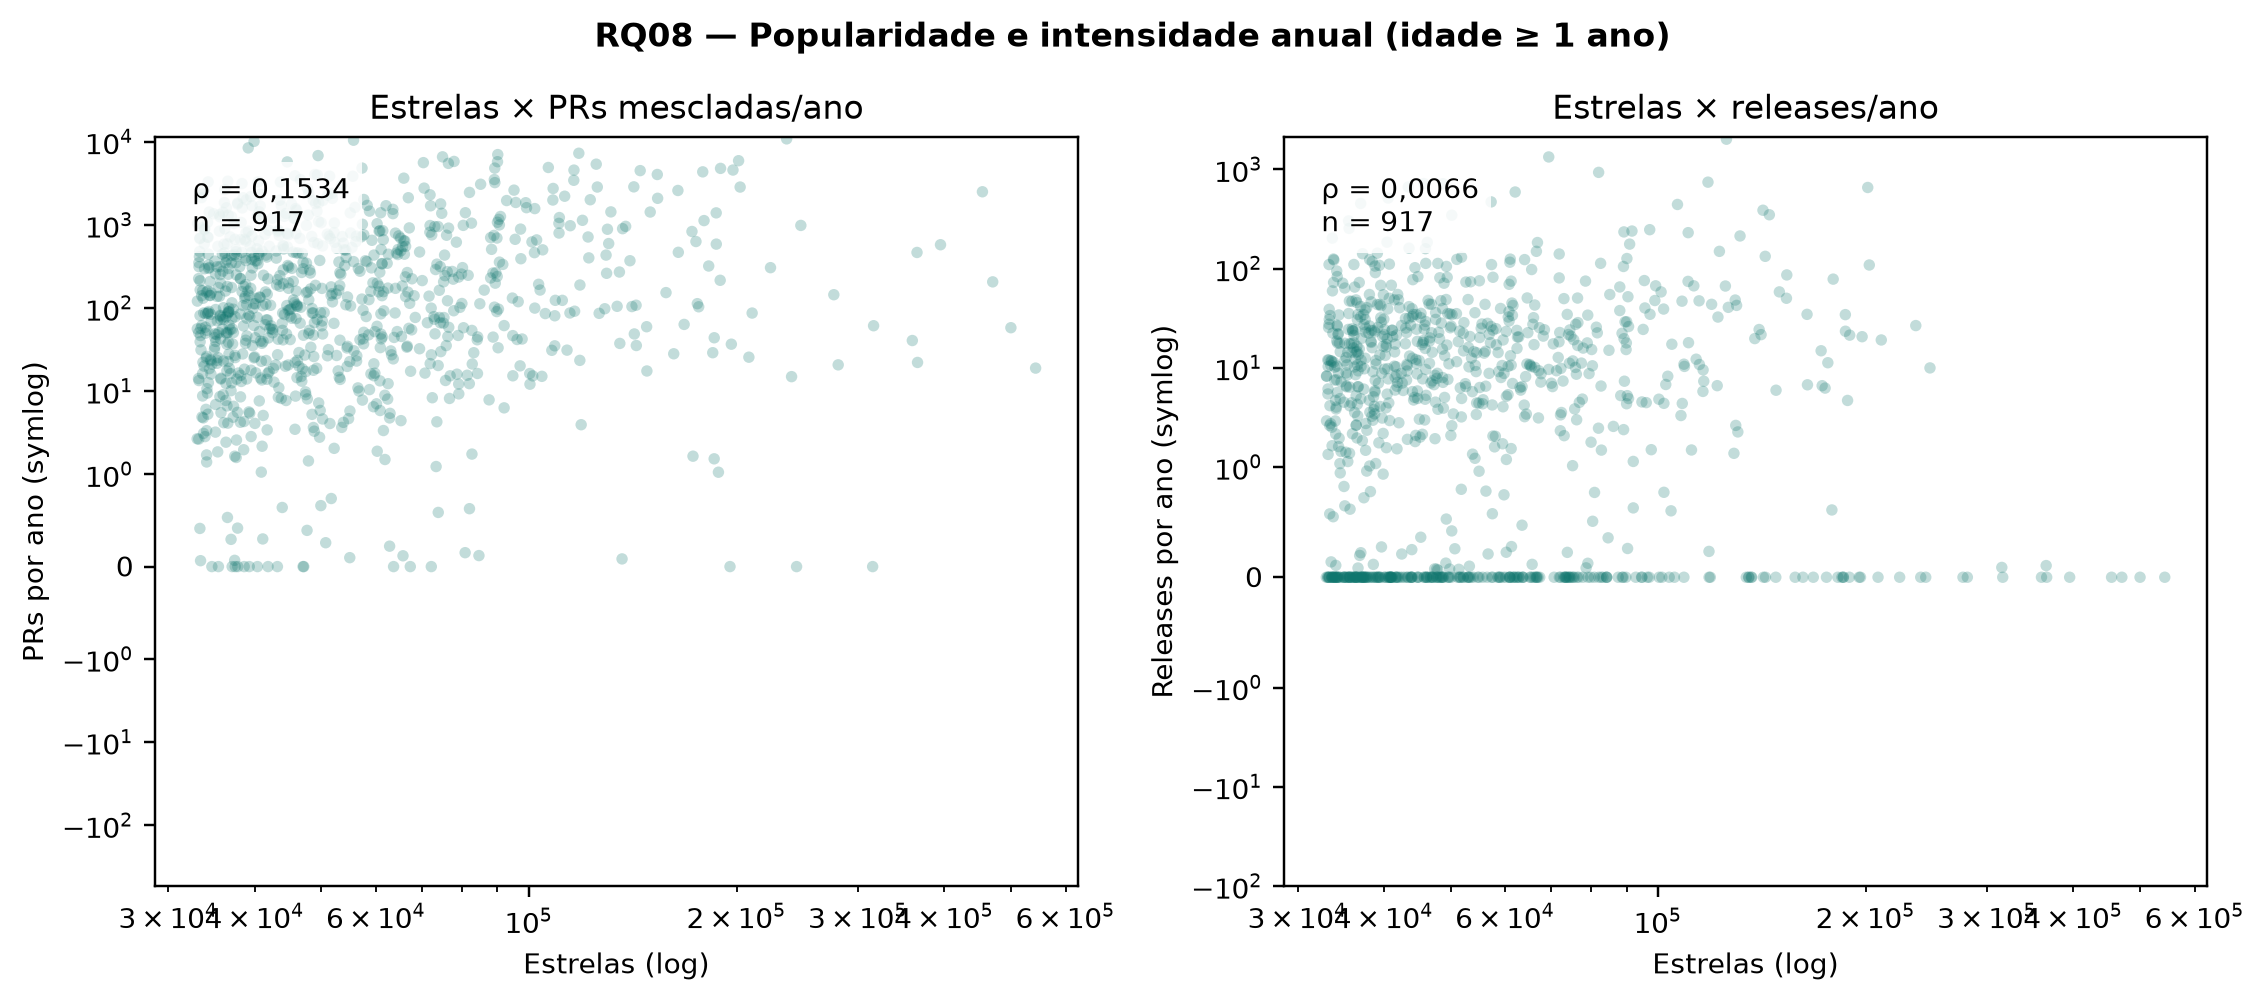 RQ08 — Popularidade e intensidade anual (idade ≥ 1 ano)
Estrelas × PRs mescladas/ano
ρ = 0,1534
n = 917
PRs por ano (symlog)
10⁴
10³
10²
10¹
10⁰
0
−10⁰
−10¹
−10²
3×10⁴ 4×10⁴ 6×10⁴ 10⁵ 2×10⁵ 3×10⁵ 4×10⁵ 6×10⁵
Estrelas (log)
Estrelas × releases/ano
ρ = 0,0066
n = 917
Releases por ano (symlog)
10³
10²
10¹
10⁰
0
−10⁰
−10¹
−10²
3×10⁴ 4×10⁴ 6×10⁴ 10⁵ 2×10⁵ 3×10⁵ 4×10⁵ 6×10⁵
Estrelas (log)